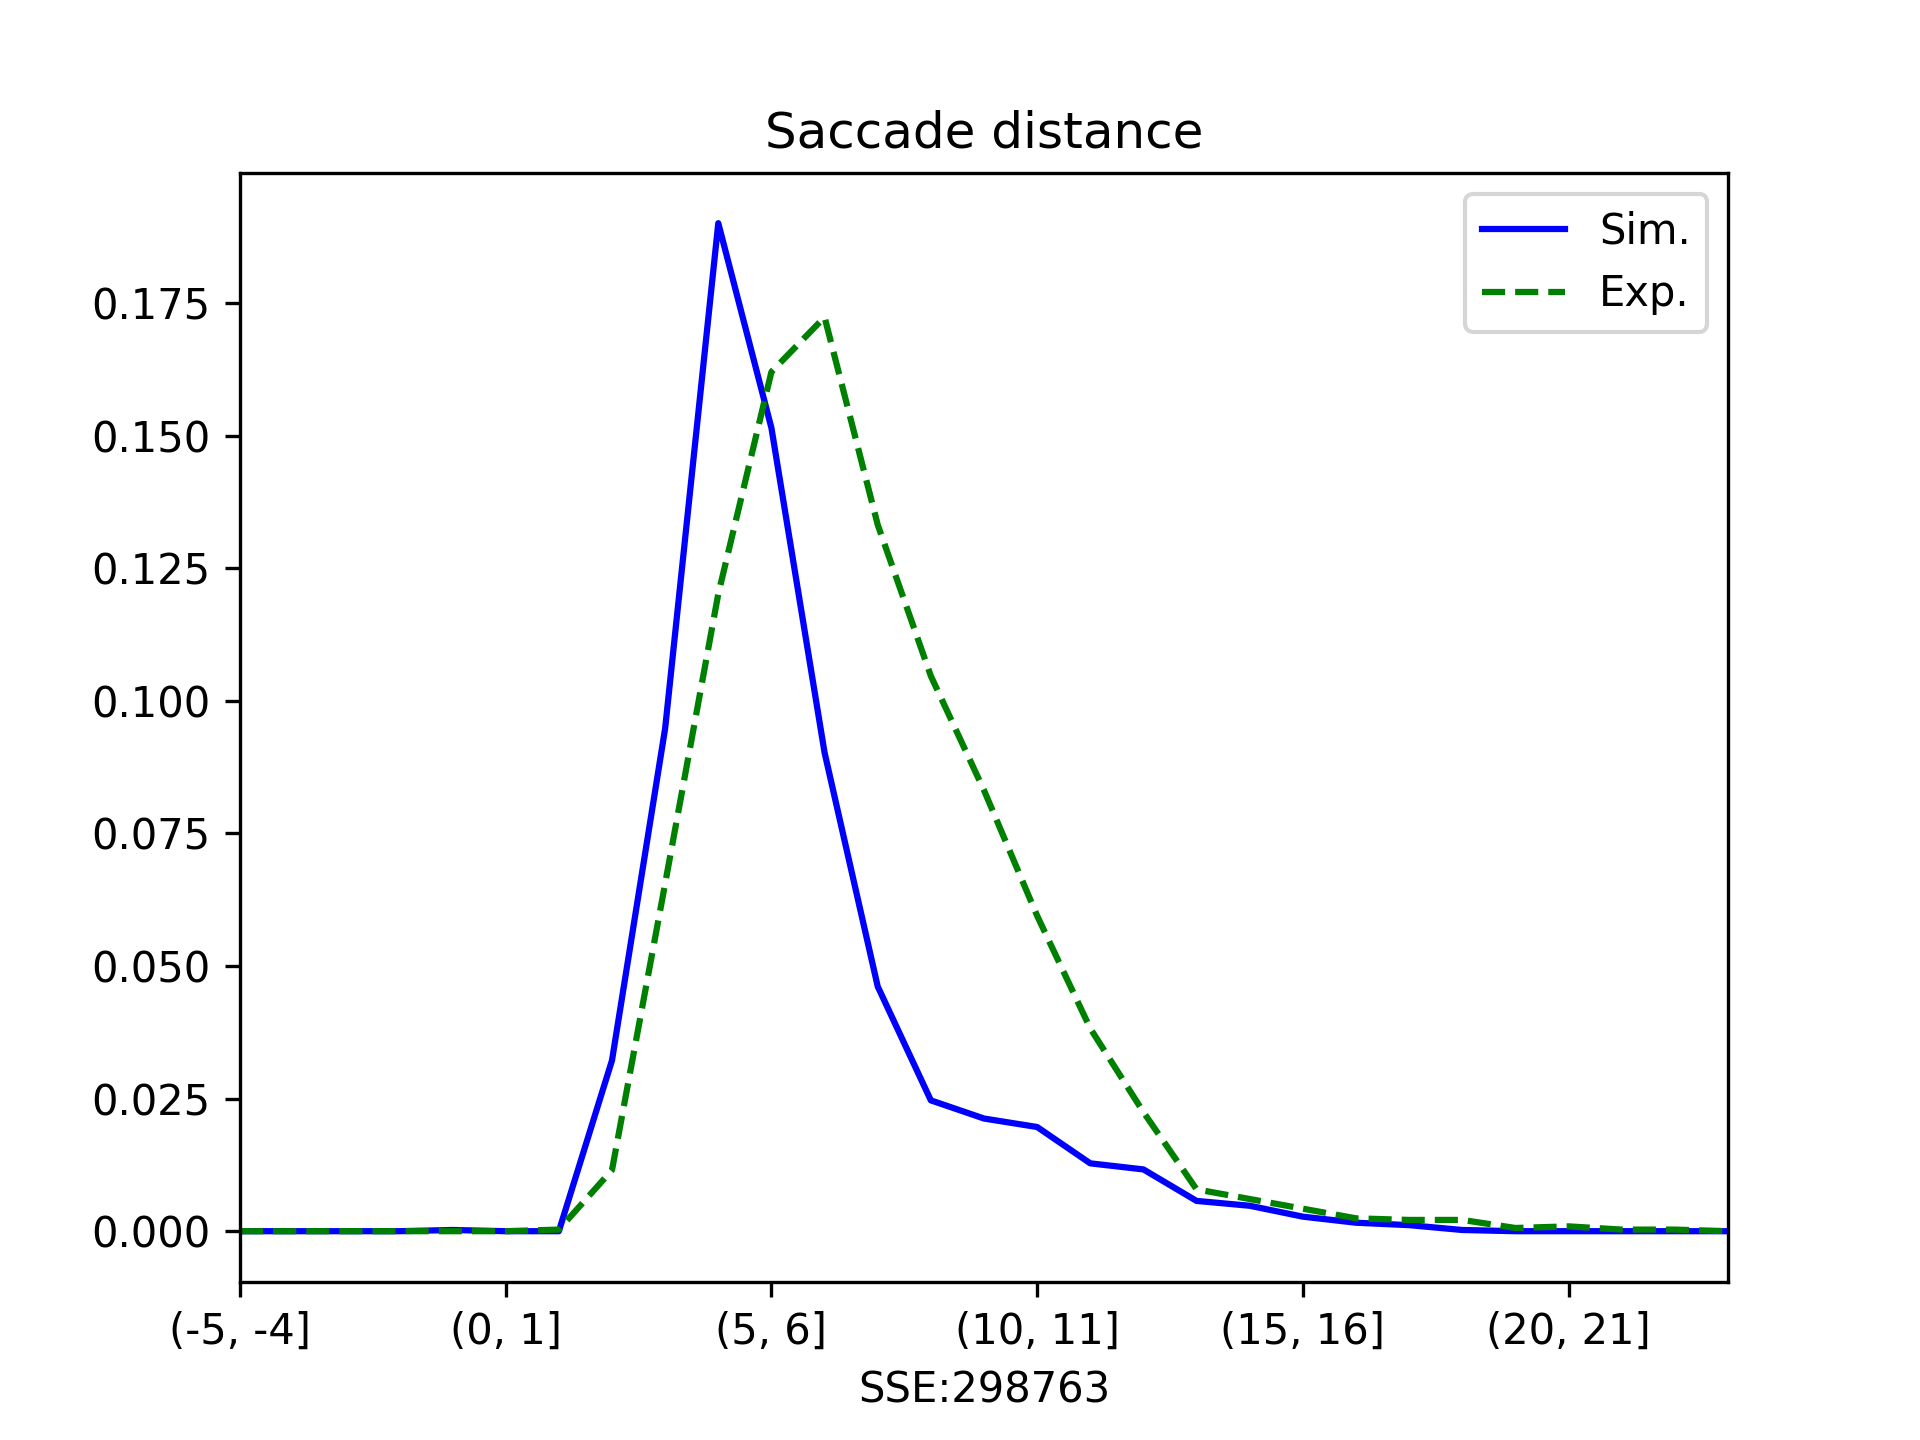 Saccade distance
Sim.
Exp.
0.175
0.150
0.125
0.100
0.075
0.050
0.025
0.000
(-5, -4] (0, 1] (5, 6] (10, 11] (15, 16] (20, 21]
SSE:298763